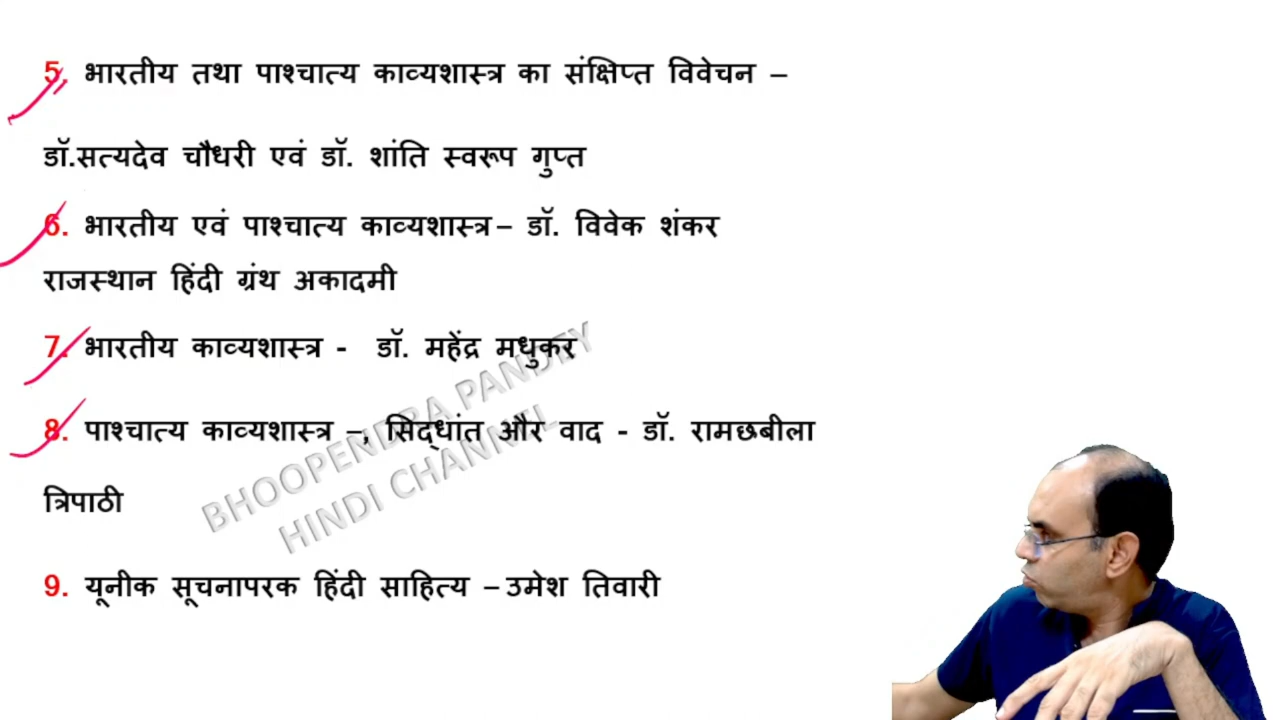 5. भारतीय तथा पाश्चात्य काव्यशास्त्र का संक्षिप्त विवेचन –
डॉ.सत्यदेव चौधरी एवं डॉ. शांति स्वरूप गुप्त
6. भारतीय एवं पाश्चात्य काव्यशास्त्र– डॉ. विवेक शंकर
राजस्थान हिंदी ग्रंथ अकादमी
7. भारतीय काव्यशास्त्र - डॉ. महेंद्र मधुकर
8. पाश्चात्य काव्यशास्त्र –, सिद्धांत और वाद - डॉ. रामछबीला
त्रिपाठी
9. यूनीक सूचनापरक हिंदी साहित्य – उमेश तिवारी
BHOOPENDRA PANDEY
HINDI CHANNEL